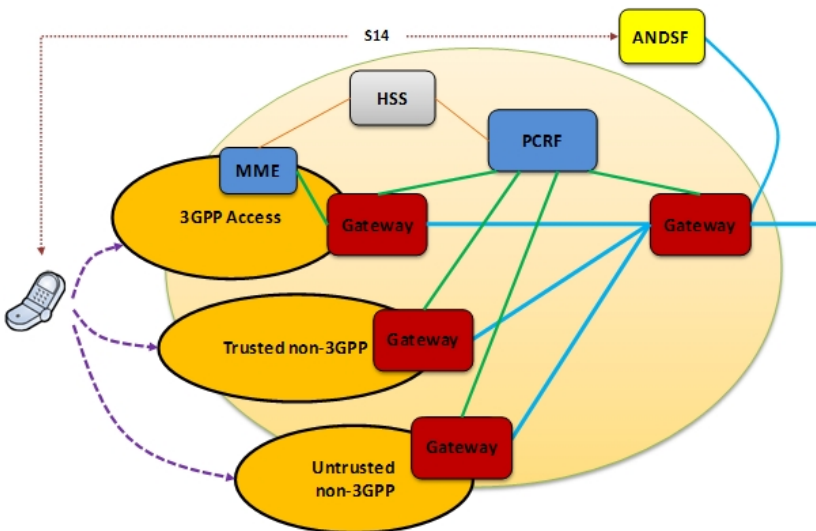 S14
ANDSF
HSS
PCRF
MME
3GPP Access
Gateway
Gateway
Trusted non-3GPP
Gateway
Gateway
Untrusted
non-3GPP